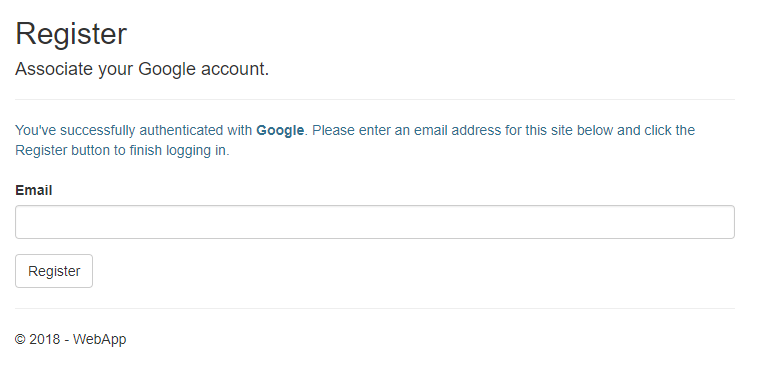 Register
Associate your Google account.
You've successfully authenticated with Google. Please enter an email address for this site below and click the
Register button to finish logging in.
Email
Register
© 2018 - WebApp